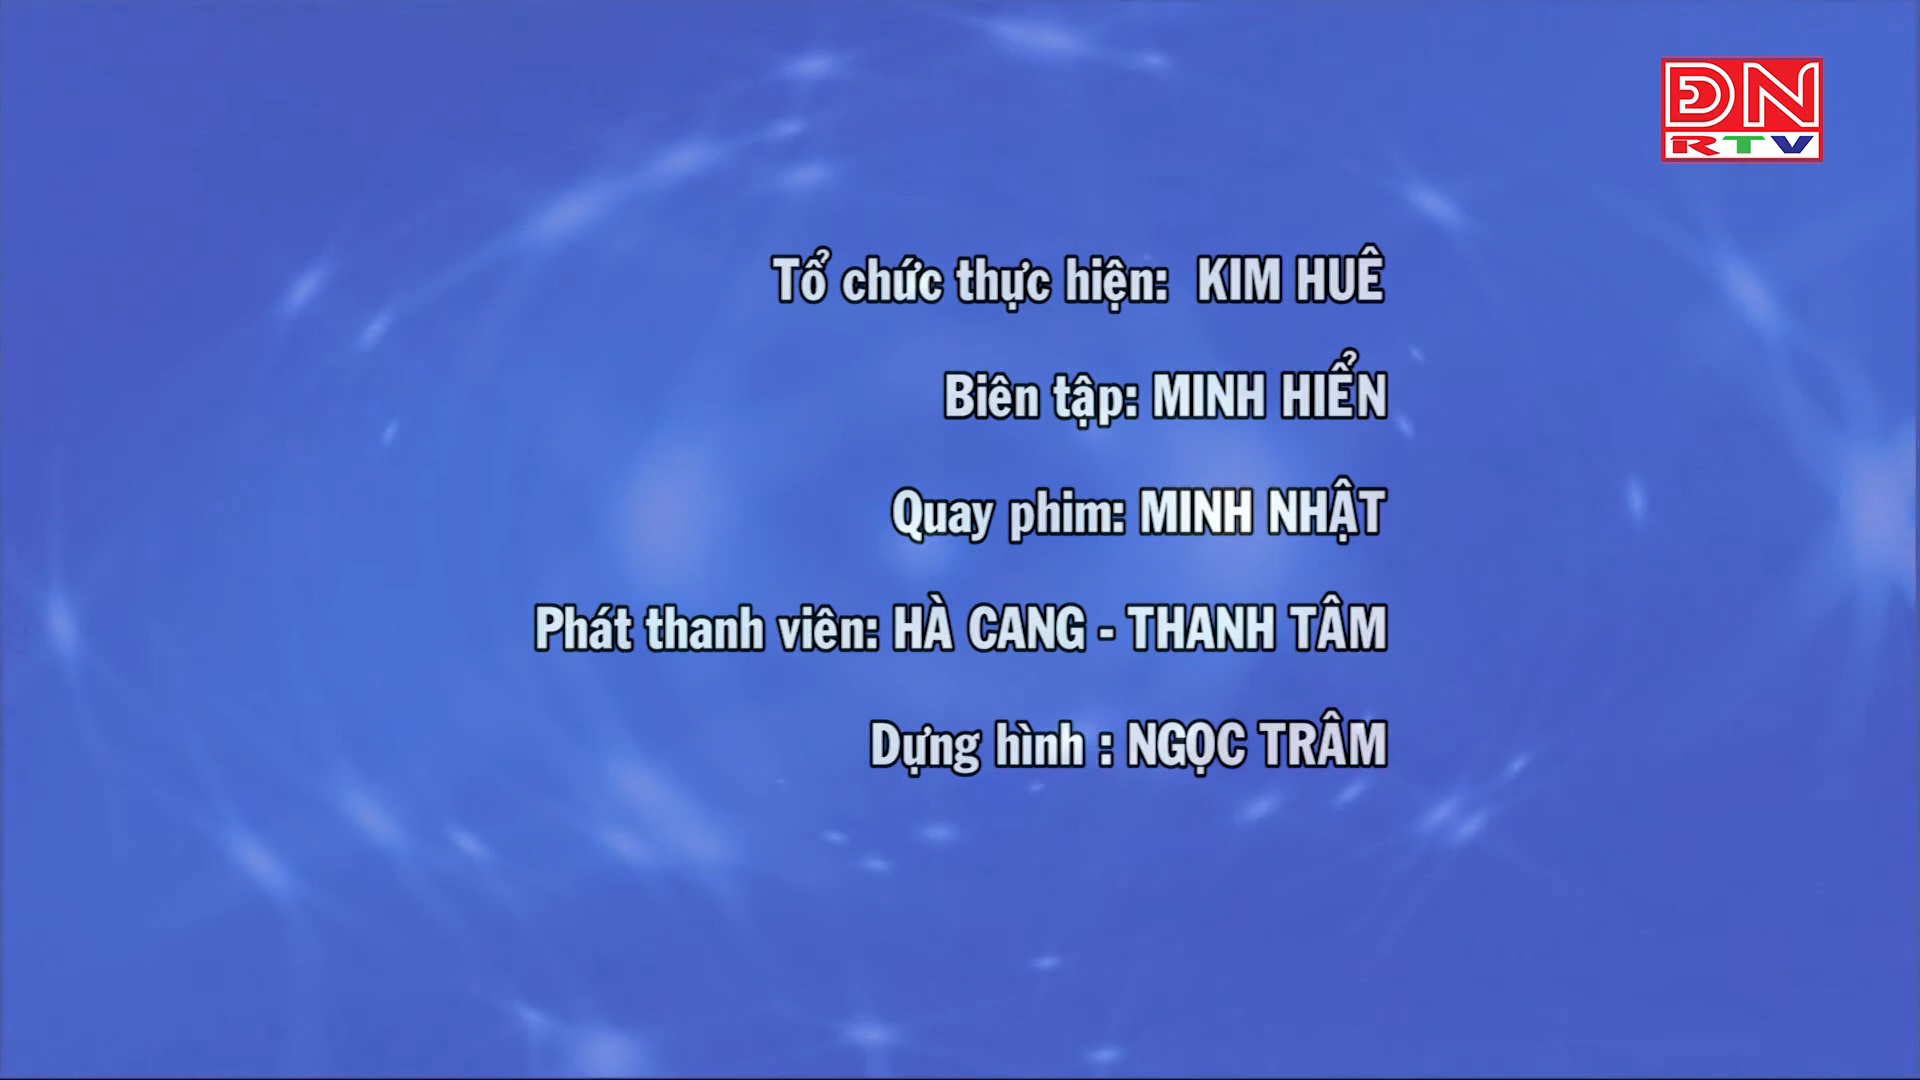 ĐN
RTV
Tổ chức thực hiện: KIM HUÊ
Biên tập: MINH HIỂN
Quay phim: MINH NHẬT
Phát thanh viên: HÀ CANG - THANH TÂM
Dựng hình : NGỌC TRÂM